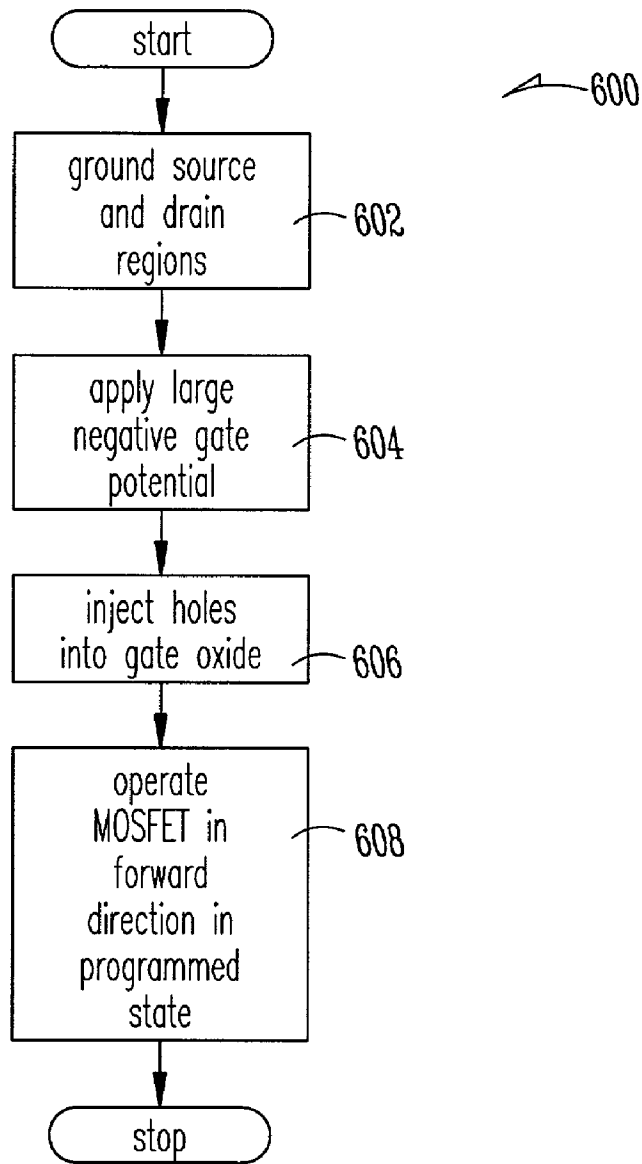 start
600
ground source
and drain
regions
602
apply large
negative gate
potential
604
inject holes
into gate oxide
606
operate
MOSFET in
forward
direction in
programmed
state
608
stop